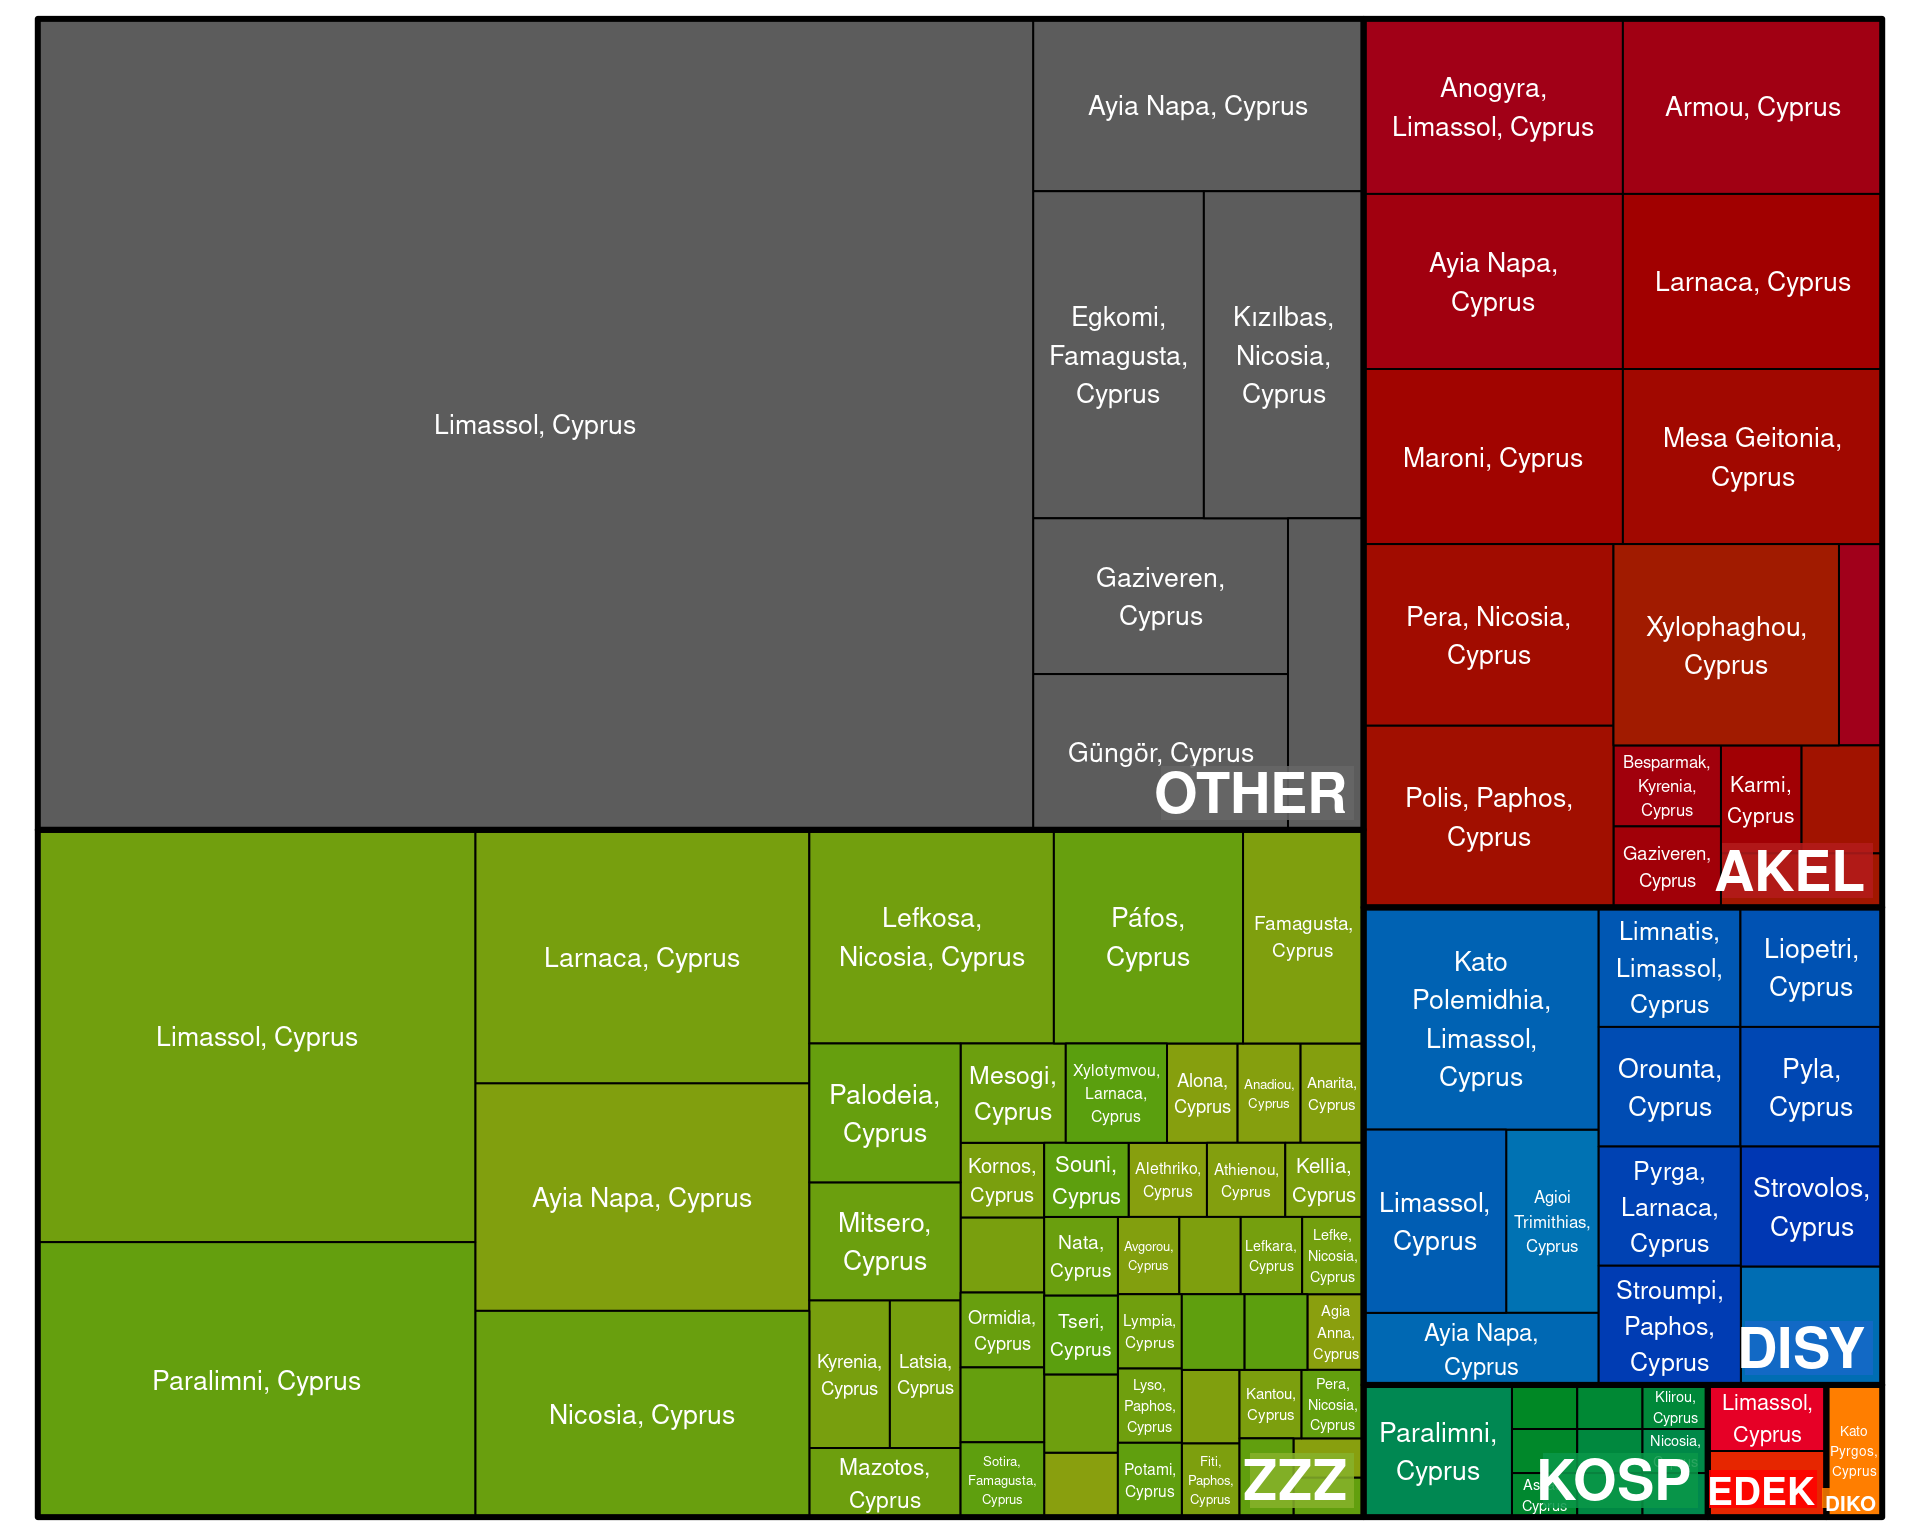 Limassol, Cyprus
Ayia Napa, Cyprus
Egkomi,
Famagusta,
Cyprus
Kızılbas,
Nicosia,
Cyprus
Gaziveren,
Cyprus
Güngör, Cyprus
OTHER
Anogyra,
Limassol, Cyprus
Armou, Cyprus
Ayia Napa,
Cyprus
Larnaca, Cyprus
Maroni, Cyprus
Mesa Geitonia,
Cyprus
Pera, Nicosia,
Cyprus
Xylophaghou,
Cyprus
Polis, Paphos,
Cyprus
Besparmak,
Kyrenia,
Cyprus
Karmi,
Cyprus
Gaziveren,
Cyprus
AKEL
Limassol, Cyprus
Paralimni, Cyprus
Larnaca, Cyprus
Ayia Napa, Cyprus
Nicosia, Cyprus
Lefkosa,
Nicosia, Cyprus
Páfos,
Cyprus
Famagusta,
Cyprus
Palodeia,
Cyprus
Mitsero,
Cyprus
Kyrenia,
Cyprus
Latsia,
Cyprus
Mazotos,
Cyprus
Mesogi,
Cyprus
Xylotymvou,
Larnaca,
Cyprus
Alona,
Cyprus
Anadiou,
Cyprus
Anarita,
Cyprus
Kornos,
Cyprus
Souni,
Cyprus
Alethriko,
Cyprus
Athienou,
Cyprus
Kellia,
Cyprus
Nata,
Cyprus
Avgorou,
Cyprus
Lefkara,
Cyprus
Lefke,
Nicosia,
Cyprus
Ormidia,
Cyprus
Tseri,
Cyprus
Lympia,
Cyprus
Agia
Anna,
Cyprus
Lyso,
Paphos,
Cyprus
Kantou,
Cyprus
Pera,
Nicosia,
Cyprus
Sotira,
Famagusta,
Cyprus
Potami,
Cyprus
Fiti,
Paphos,
Cyprus
ZZZ
Kato
Polemidhia,
Limassol,
Cyprus
Limnatis,
Limassol,
Cyprus
Liopetri,
Cyprus
Orounta,
Cyprus
Pyla,
Cyprus
Limassol,
Cyprus
Agioi
Trimithias,
Cyprus
Pyrga,
Larnaca,
Cyprus
Strovolos,
Cyprus
Ayia Napa,
Cyprus
Stroumpi,
Paphos,
Cyprus
DISY
Paralimni,
Cyprus
Klirou,
Cyprus
Nicosia,
Cyprus
KOSP
Limassol,
Cyprus
EDEK
Kato
Pyrgos,
Cyprus
DIKO